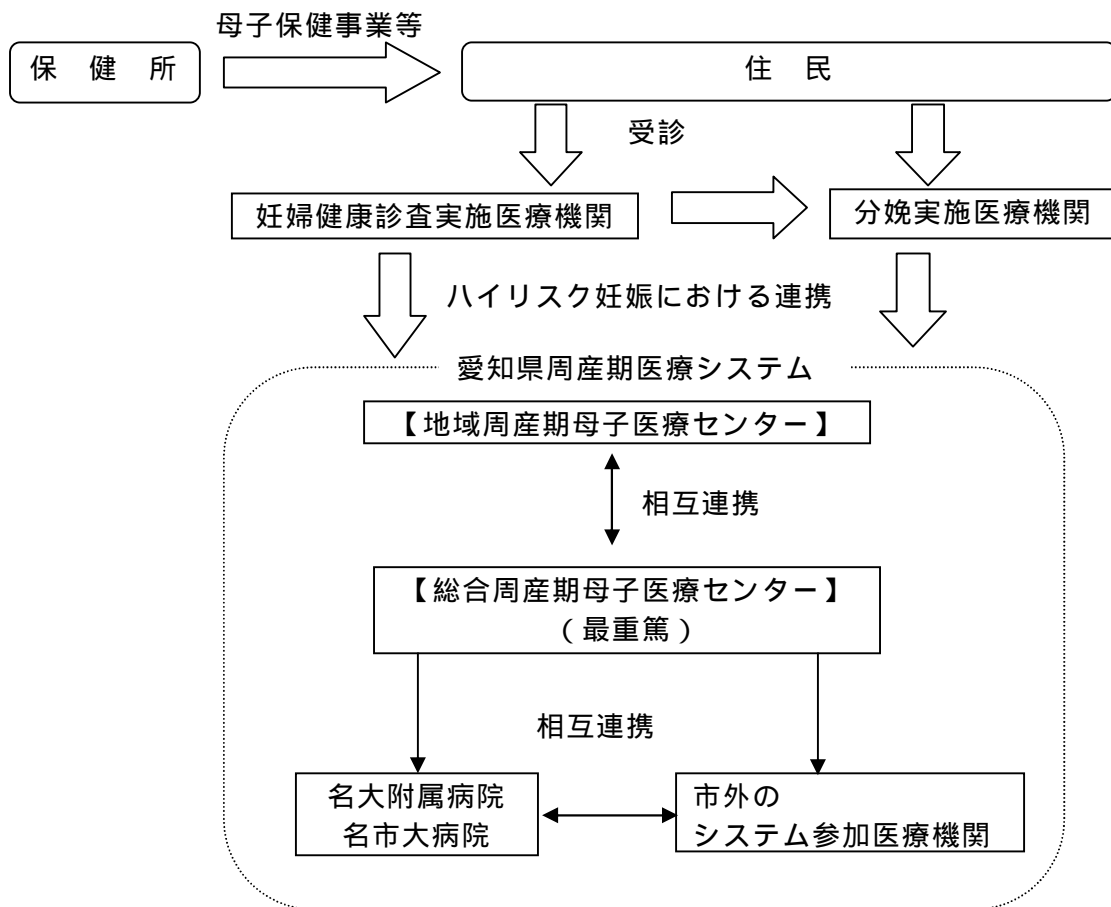 母子保健事業等
保　健　所
住　民
受診
妊婦健康診査実施医療機関
分娩実施医療機関
ハイリスク妊娠における連携
愛知県周産期医療システム
【地域周産期母子医療センター】
相互連携
【総合周産期母子医療センター】
（最重篤）
相互連携
名大附属病院
名市大病院
市外の
システム参加医療機関